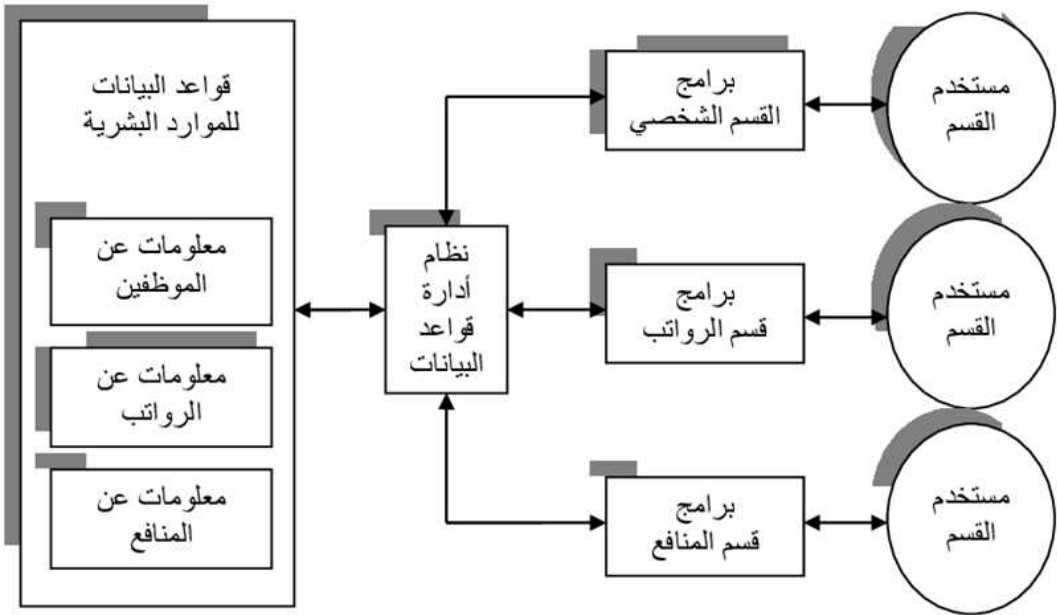 قواعد البيانات
للموارد البشرية
معلومات عن
الموظفين
معلومات عن
الرواتب
معلومات عن
المنافع
نظام
أدارة
قواعد
البيانات
برامج
القسم الشخصي
برامج
قسم الرواتب
برامج
قسم المنافع
مستخدم
القسم
مستخدم
القسم
مستخدم
القسم